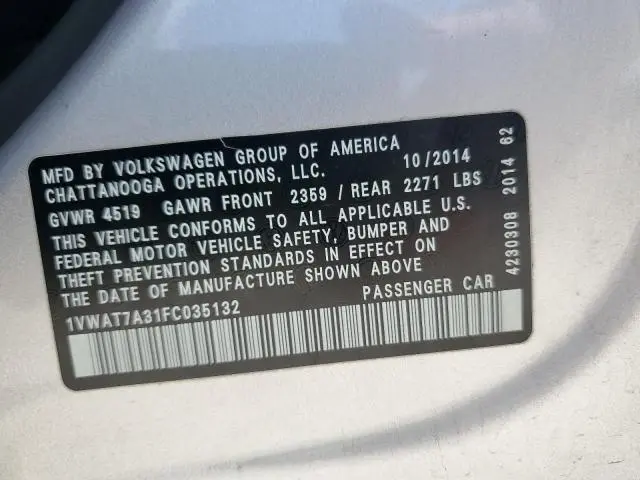 MFD BY VOLKSWAGEN GROUP OF AMERICA
CHATTANOOGA OPERATIONS, LLC. 10/2014
GVWR 4519 GAWR FRONT 2359 / REAR 2271 LBS
THIS VEHICLE CONFORMS TO ALL APPLICABLE U.S.
FEDERAL MOTOR VEHICLE SAFETY, BUMPER AND
THEFT PREVENTION STANDARDS IN EFFECT ON
THE DATE OF MANUFACTURE SHOWN ABOVE
1VWAT7A31FC035132 PASSENGER CAR
4230308 2014 62